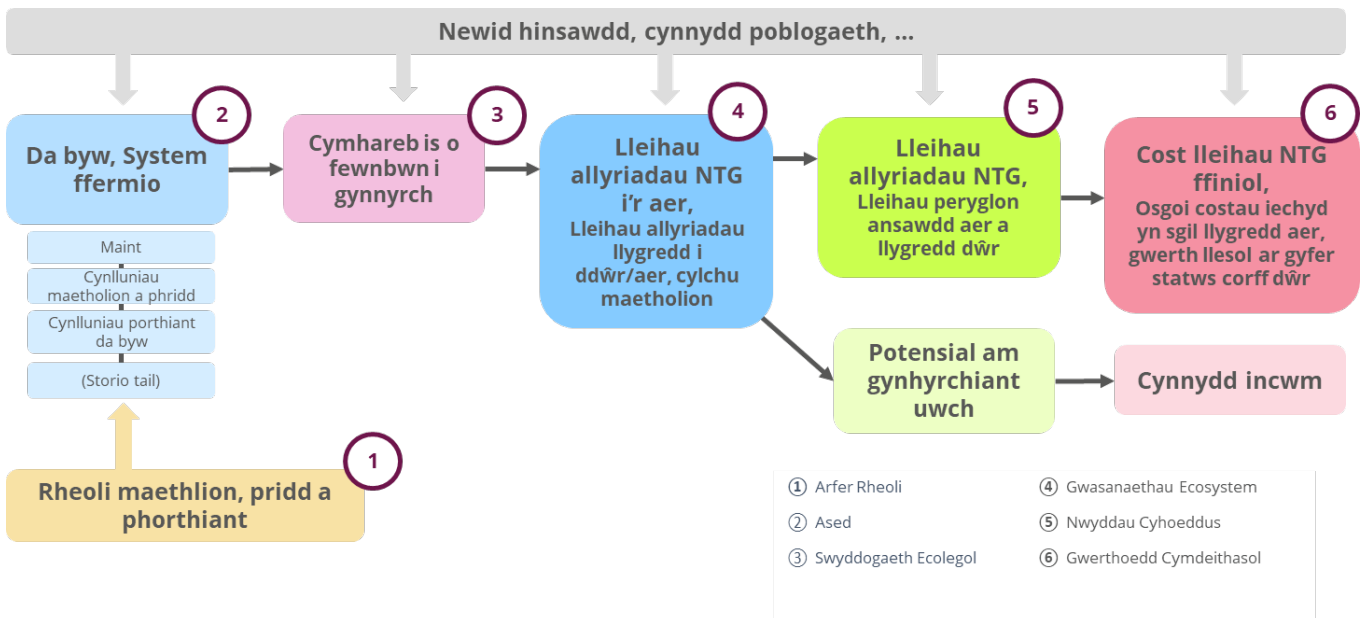 Newid hinsawdd, cynnydd poblogaeth, ...
2
Da byw, System
ffermio
3
Cymhareb is o
fewnbwn i
gynnyrch
4
Lleihau
allyriadau NTG
i'r aer,
Lleihau allyriadau
llygredd i
ddŵr/aer, cylchu
maetholion
5
Lleihau
allyriadau NTG,
Lleihau peryglon
ansawdd aer a
llygredd dŵr
6
Cost lleihau NTG
ffiniol,
Osgoi costau iechyd
yn sgil llygredd aer,
gwerth llesol ar gyfer
statws corff dŵr
Maint
Cynlluniau
maetholion a phridd
Cynlluniau porthiant
da byw
(Storio tail)
Potensial am
gynhyrchiant
uwch
Cynnydd incwm
1
Rheoli maethlion, pridd a
phorthiant
① Arfer Rheoli
② Ased
③ Swyddogaeth Ecolegol
④ Gwasanaethau Ecosystem
⑤ Nwyddau Cyhoeddus
⑥ Gwerthoedd Cymdeithasol